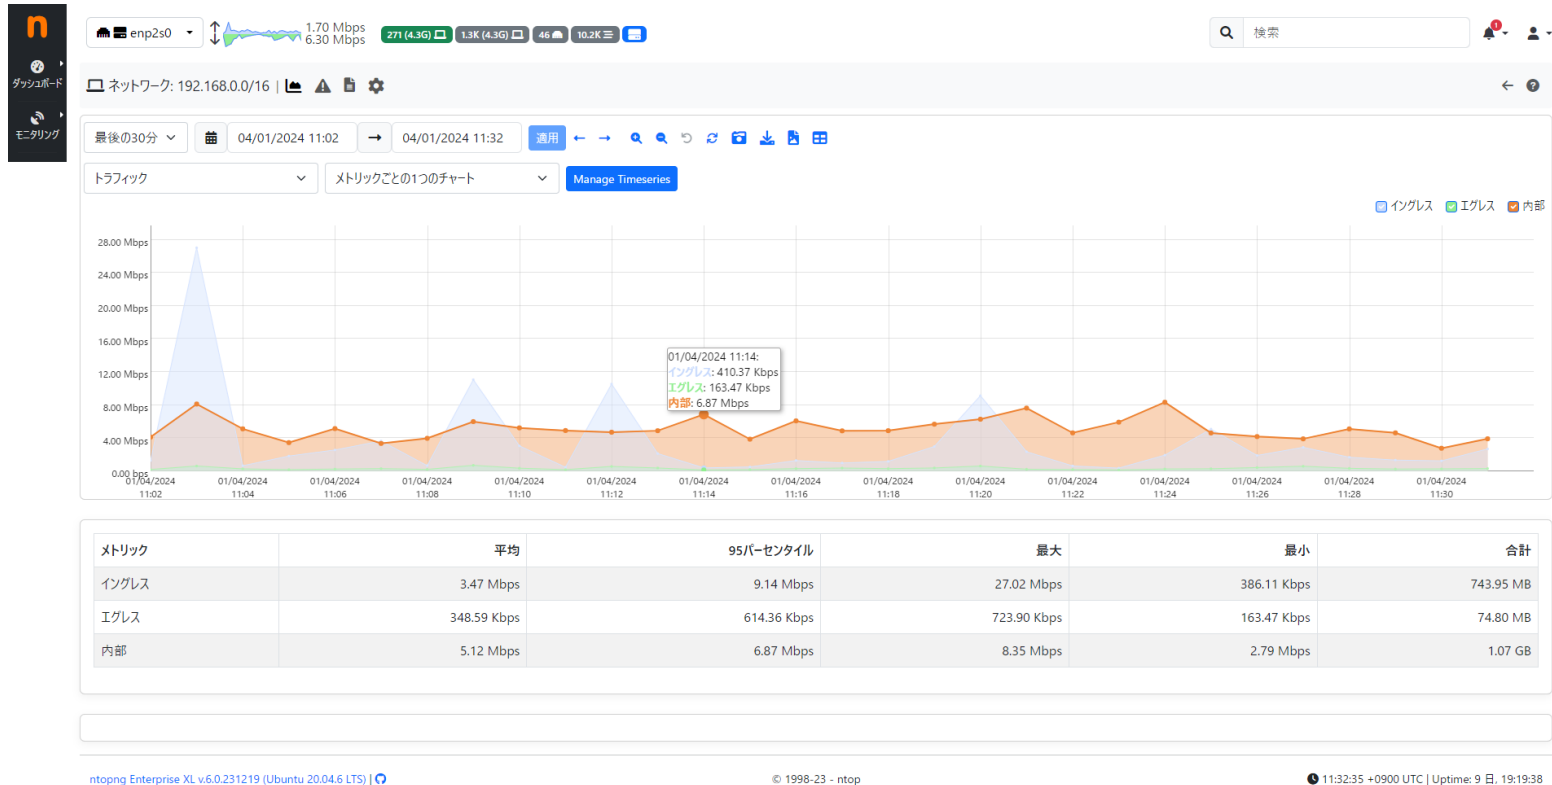 n
enp2s0
1.70 Mbps
6.30 Mbps
271 (4.3G)
1.3K (4.3G)
46
10.2K
検索
1
ダッシュボード
モニタリング
ネットワーク: 192.168.0.0/16 |
最後の30分
04/01/2024 11:02
04/01/2024 11:32
適用
トラフィック
メトリックごとの1つのチャート
Manage Timeseries
イングレス エグレス 内部
28.00 Mbps
24.00 Mbps
20.00 Mbps
16.00 Mbps
12.00 Mbps
8.00 Mbps
4.00 Mbps
0.00 bps
01/04/2024 11:14:
イングレス: 410.37 Kbps
エグレス: 163.47 Kbps
内部: 6.87 Mbps
01/04/2024 01/04/2024 01/04/2024 01/04/2024 01/04/2024 01/04/2024 01/04/2024 01/04/2024 01/04/2024 01/04/2024 01/04/2024 01/04/2024 01/04/2024 01/04/2024 01/04/2024
11:02 11:04 11:06 11:08 11:10 11:12 11:14 11:16 11:18 11:20 11:22 11:24 11:26 11:28 11:30
メトリック 平均 95パーセンタイル 最大 最小 合計
イングレス 3.47 Mbps 9.14 Mbps 27.02 Mbps 386.11 Kbps 743.95 MB
エグレス 348.59 Kbps 614.36 Kbps 723.90 Kbps 163.47 Kbps 74.80 MB
内部 5.12 Mbps 6.87 Mbps 8.35 Mbps 2.79 Mbps 1.07 GB
ntopng Enterprise XL v.6.0.231219 (Ubuntu 20.04.6 LTS) |
© 1998-23 - ntop
11:32:35 +0900 UTC | Uptime: 9 日, 19:19:38